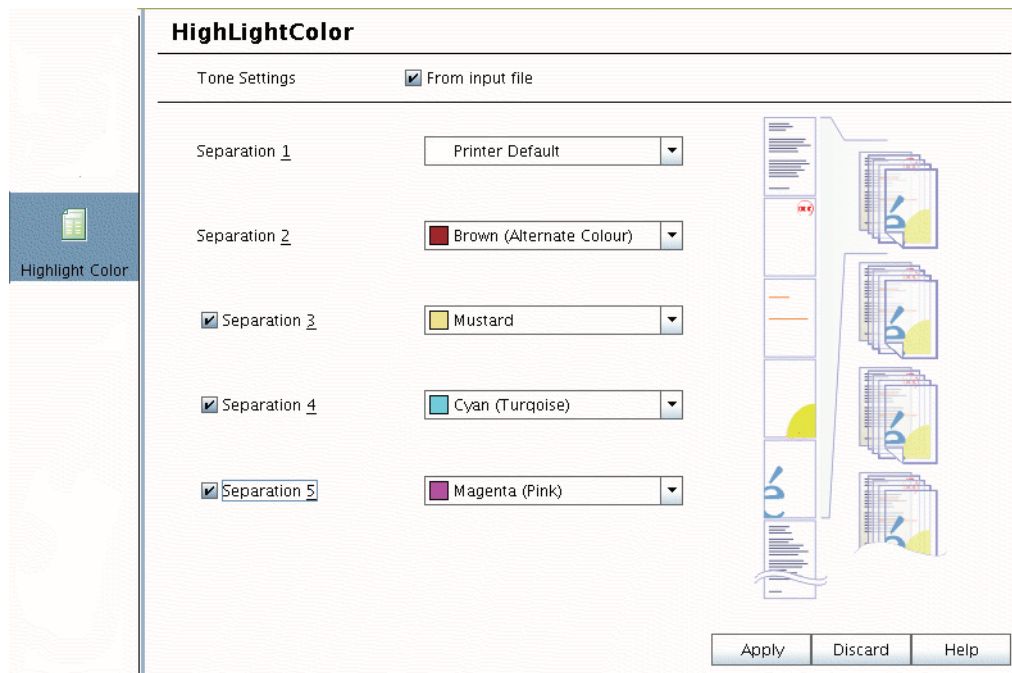 HighLightColor
Tone Settings From input file
Separation 1 Printer Default
Separation 2 Brown (Alternate Colour)
Highlight Color
Separation 3 Mustard
Separation 4 Cyan (Turqoise)
Separation 5 Magenta (Pink)
é
é
é
é
Apply Discard Help